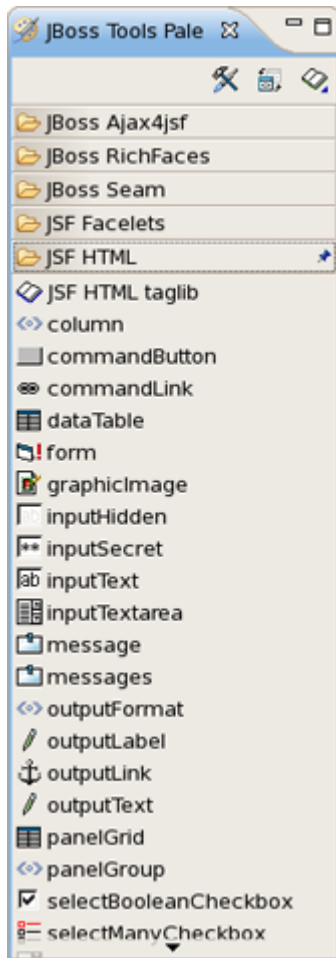 JBoss Tools Pale
JBoss Ajax4jsf
JBoss RichFaces
JBoss Seam
JSF Facelets
JSF HTML
JSF HTML taglib
column
commandButton
commandLink
dataTable
form
graphicImage
inputHidden
inputSecret
ab inputText
inputTextarea
message
messages
outputFormat
outputLabel
outputLink
outputText
panelGrid
panelGroup
selectBooleanCheckbox
selectManyCheckbox